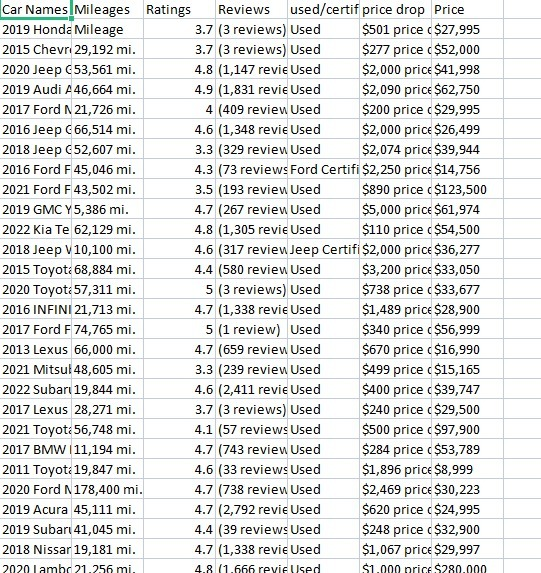 Car Names Mileages Ratings Reviews used/certif price drop Price
2019 Honda Mileage 3.7 (3 reviews) Used $501 price d $27,995
2015 Chevr 29,192 mi. 3.7 (3 reviews) Used $277 price d $52,000
2020 Jeep G 53,561 mi. 4.8 (1,147 revie Used $2,000 price $41,998
2019 Audi A 46,664 mi. 4.9 (1,831 revie Used $2,090 price $62,750
2017 Ford M 21,726 mi. 4 (409 review Used $200 price d $29,995
2016 Jeep G 66,514 mi. 4.6 (1,348 revie Used $2,000 price $26,499
2018 Jeep G 52,607 mi. 3.3 (329 review Used $2,074 price $39,944
2016 Ford F 45,046 mi. 4.3 (73 reviews Ford Certifi $2,250 price $14,756
2021 Ford F 43,502 mi. 3.5 (193 review Used $890 price d $123,500
2019 GMC Y 5,386 mi. 4.7 (267 review Used $5,000 price $61,974
2022 Kia Te 62,129 mi. 4.8 (1,305 revie Used $110 price d $54,500
2018 Jeep W 10,100 mi. 4.6 (317 review Jeep Certifi $2,000 price $36,277
2015 Toyota 68,884 mi. 4.4 (580 review Used $3,200 price $33,050
2020 Toyota 57,311 mi. 5 (3 reviews) Used $738 price d $33,677
2016 INFINI 21,713 mi. 4.7 (1,338 revie Used $1,489 price $28,900
2017 Ford F 74,765 mi. 5 (1 review) Used $340 price d $56,999
2013 Lexus 66,000 mi. 4.7 (659 review Used $670 price d $16,990
2021 Mitsul 48,605 mi. 3.3 (239 review Used $499 price d $15,165
2022 Subaru 19,844 mi. 4.6 (2,411 revie Used $400 price d $39,747
2017 Lexus 28,271 mi. 3.7 (3 reviews) Used $240 price d $29,500
2021 Toyota 56,748 mi. 4.1 (57 reviews Used $500 price d $97,900
2017 BMW 11,194 mi. 4.7 (743 review Used $284 price d $53,789
2011 Toyota 19,847 mi. 4.6 (33 reviews Used $1,896 price $8,999
2020 Ford M 178,400 mi. 4.7 (738 review Used $2,469 price $30,223
2019 Acura 45,111 mi. 4.7 (2,792 revie Used $620 price d $24,995
2019 Subaru 41,045 mi. 4.4 (39 reviews Used $248 price d $32,900
2018 Nissar 19,181 mi. 4.7 (1,338 revie Used $1,067 price $29,997
2020 Lambo 21,256 mi. 4.8 (1,666 revie Used $1,000 price $280,000